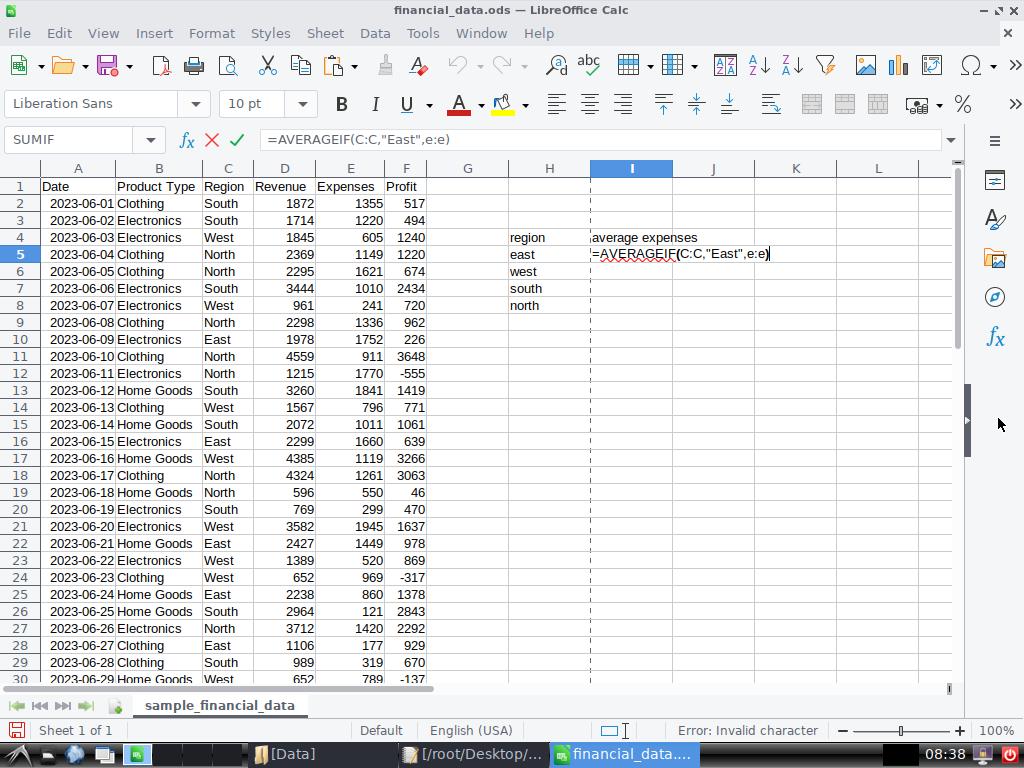 financial_data.ods — LibreOffice Calc
File Edit View Insert Format Styles Sheet Data Tools Window Help
Liberation Sans 10 pt B I U A %
SUMIF fx =AVERAGEIF(C:C,"East",e:e)
A B C D E F G H I J K L
1 Date Product Type Region Revenue Expenses Profit
2 2023-06-01 Clothing South 1872 1355 517
3 2023-06-02 Electronics South 1714 1220 494
4 2023-06-03 Electronics West 1845 605 1240 region average expenses
5 2023-06-04 Clothing North 2369 1149 1220 east =AVERAGEIF(C:C,"East",e:e)
6 2023-06-05 Clothing North 2295 1621 674 west
7 2023-06-06 Electronics South 3444 1010 2434 south
8 2023-06-07 Electronics West 961 241 720 north
9 2023-06-08 Clothing North 2298 1336 962
10 2023-06-09 Electronics East 1978 1752 226
11 2023-06-10 Clothing North 4559 911 3648
12 2023-06-11 Electronics North 1215 1770 -555
13 2023-06-12 Home Goods South 3260 1841 1419
14 2023-06-13 Clothing West 1567 796 771
15 2023-06-14 Home Goods South 2072 1011 1061
16 2023-06-15 Electronics East 2299 1660 639
17 2023-06-16 Home Goods West 4385 1119 3266
18 2023-06-17 Clothing North 4324 1261 3063
19 2023-06-18 Home Goods North 596 550 46
20 2023-06-19 Electronics South 769 299 470
21 2023-06-20 Electronics West 3582 1945 1637
22 2023-06-21 Home Goods East 2427 1449 978
23 2023-06-22 Electronics West 1389 520 869
24 2023-06-23 Clothing West 652 969 -317
25 2023-06-24 Home Goods East 2238 860 1378
26 2023-06-25 Home Goods South 2964 121 2843
27 2023-06-26 Electronics North 3712 1420 2292
28 2023-06-27 Clothing East 1106 177 929
29 2023-06-28 Clothing South 989 319 670
30 2023-06-29 Home Goods West 652 789 -137
sample_financial_data
Sheet 1 of 1 Default English (USA) Error: Invalid character 100%
[Data] [/root/Desktop/... financial_data.... 08:38